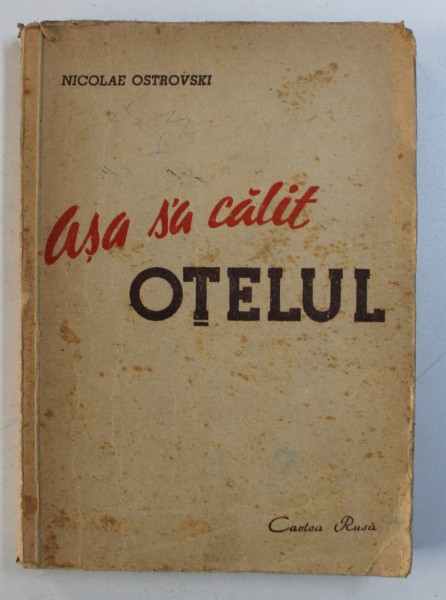 NICOLAE OSTROVSKI
Așa s'a călit
OȚELUL
Cartea Rusă